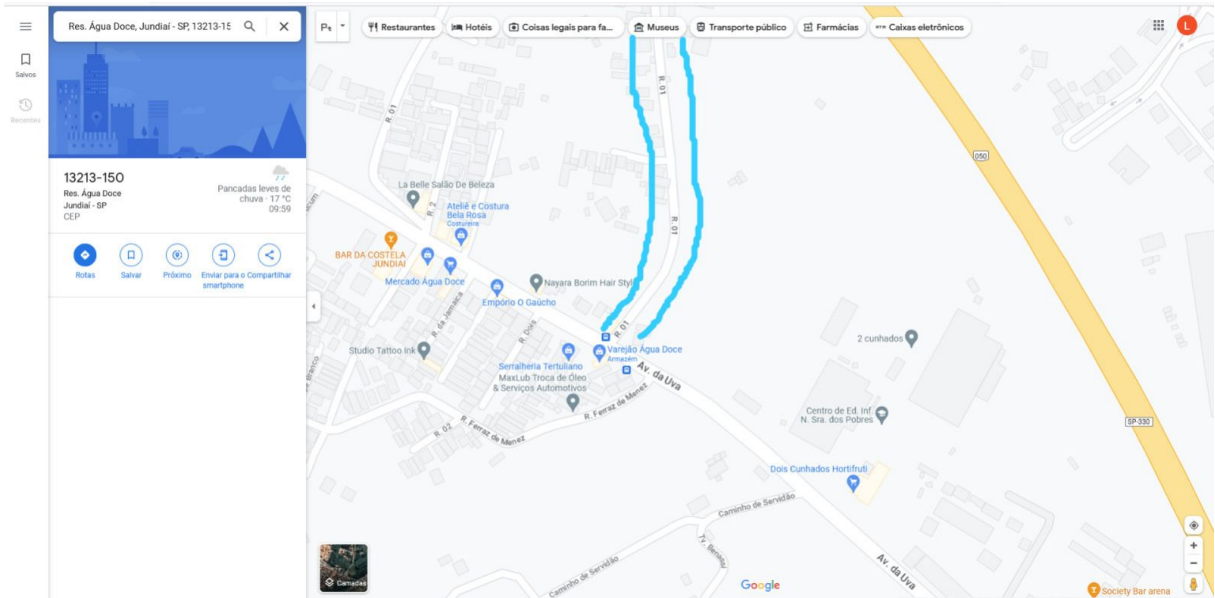 Res. Água Doce, Jundiaí - SP, 13213-15
Salvos
Recentes
13213-150
Res. Água Doce
Jundiaí - SP
CEP
Pancadas leves de
chuva · 17 °C
09:59
Rotas
Salvar
Próximo
Enviar para o
smartphone
Compartilhar
Restaurantes
Hotéis
Coisas legais para fa...
Museus
Transporte público
Farmácias
Caixas eletrônicos
L
R. 01
R. 01
050
La Belle Salão De Beleza
R. 2
Ateliê e Costura
Bela Rosa
Costureira
R. 01
BAR DA COSTELA
JUNDIAI
Mercado Água Doce
Nayara Borim Hair Styl
Empório O Gaúcho
R. da Jamaica
R. Dois
R. 01
2 cunhados
Studio Tattoo Ink
Varejão Água Doce
Armazém
Serralheria Tertuliano
Av. da Uva
MaxLub Troca de Óleo
& Serviços Automotivos
R. Ferraz de Menez
Centro de Ed. Inf.
N. Sra. dos Pobres
SP-330
R. 02
R. Ferraz de Menez
Dois Cunhados Hortifruti
Caminho de Servidão
Av. da Uva
Caminho de Servidão
Camadas
Google
Society Bar arena